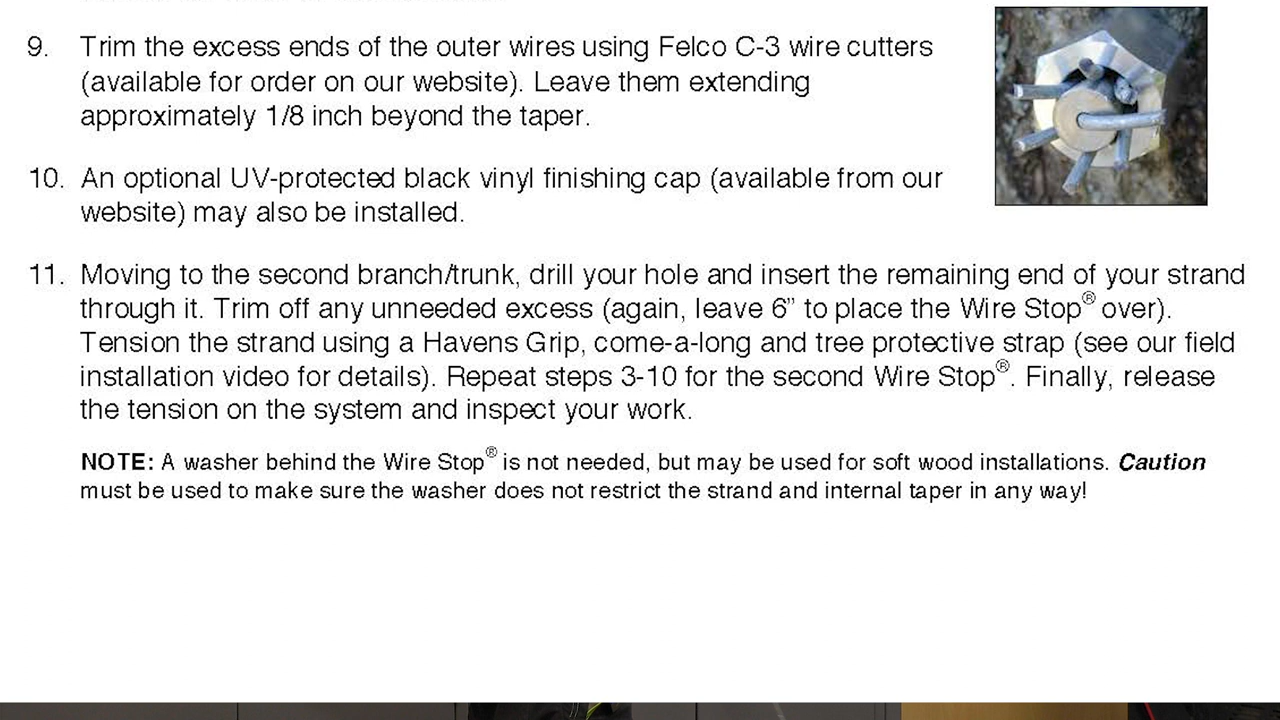 9. Trim the excess ends of the outer wires using Felco C-3 wire cutters
(available for order on our website). Leave them extending
approximately 1/8 inch beyond the taper.
10. An optional UV-protected black vinyl finishing cap (available from our
website) may also be installed.
11. Moving to the second branch/trunk, drill your hole and insert the remaining end of your strand
through it. Trim off any unneeded excess (again, leave 6” to place the Wire Stop® over).
Tension the strand using a Havens Grip, come-a-long and tree protective strap (see our field
installation video for details). Repeat steps 3-10 for the second Wire Stop®. Finally, release
the tension on the system and inspect your work.
NOTE: A washer behind the Wire Stop® is not needed, but may be used for soft wood installations. Caution
must be used to make sure the washer does not restrict the strand and internal taper in any way!